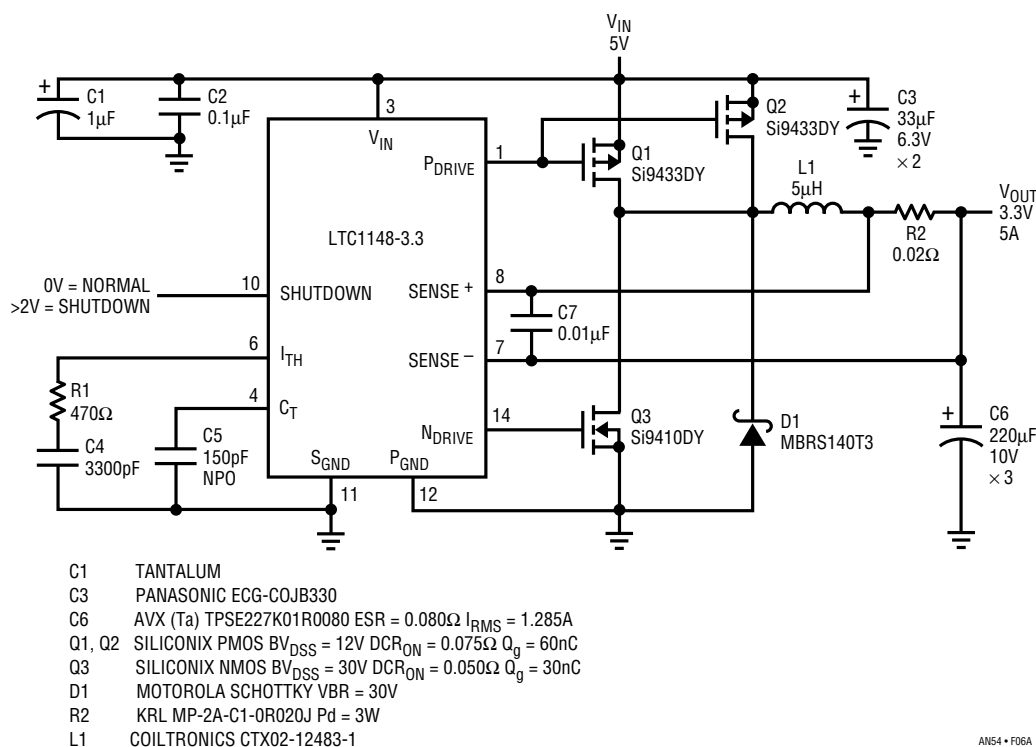 VIN
5V
C1
1µF
C2
0.1µF
3
VIN
PDRIVE
1
Q1
Si9433DY
Q2
Si9433DY
C3
33µF
6.3V
× 2
L1
5µH
R2
0.02Ω
VOUT
3.3V
5A
LTC1148-3.3
0V = NORMAL
>2V = SHUTDOWN
10
SHUTDOWN
SENSE +
8
C7
0.01µF
6
ITH
SENSE –
7
R1
470Ω
4
CT
C4
3300pF
C5
150pF
NPO
NDRIVE
14
Q3
Si9410DY
D1
MBRS140T3
C6
220µF
10V
× 3
SGND
PGND
11
12
C1 TANTALUM
C3 PANASONIC ECG-COJB330
C6 AVX (Ta) TPSE227K01R0080 ESR = 0.080Ω IRMS = 1.285A
Q1, Q2 SILICONIX PMOS BVDSS = 12V DCRON = 0.075Ω Qg = 60nC
Q3 SILICONIX NMOS BVDSS = 30V DCRON = 0.050Ω Qg = 30nC
D1 MOTOROLA SCHOTTKY VBR = 30V
R2 KRL MP-2A-C1-0R020J Pd = 3W
L1 COILTRONICS CTX02-12483-1
AN54 • F06A